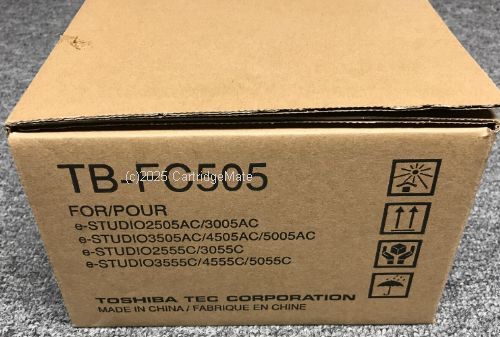 TB-FC505
(c)2025 CartridgeMate
FOR/POUR
e-STUDIO2505AC/3005AC
e-STUDIO3505AC/4505AC/5005AC
e-STUDIO2555C/3055C
e-STUDIO3555C/4555C/5055C
TOSHIBA TEC CORPORATION
MADE IN CHINA / FABRIQUE EN CHINE